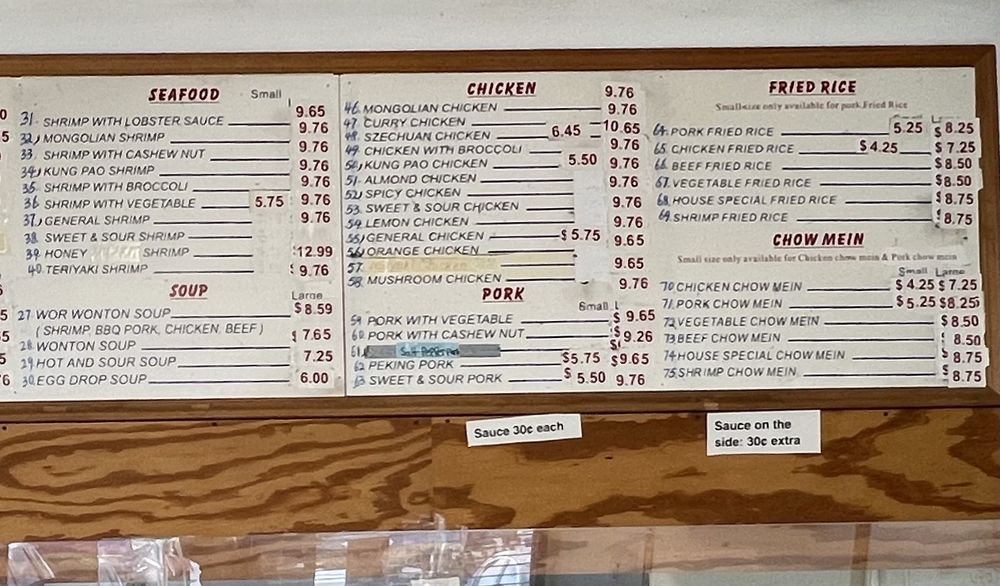 SEAFOOD Small
31. SHRIMP WITH LOBSTER SAUCE 9.65
32. MONGOLIAN SHRIMP 9.76
33. SHRIMP WITH CASHEW NUT 9.76
34. KUNG PAO SHRIMP 9.76
35. SHRIMP WITH BROCCOLI 9.76
36. SHRIMP WITH VEGETABLE 5.75 9.76
37. GENERAL SHRIMP 9.76
38. SWEET & SOUR SHRIMP
39. HONEY SHRIMP 12.99
40. TERIYAKI SHRIMP $9.76
SOUP
Large
27. WOR WONTON SOUP $8.59
(SHRIMP, BBQ PORK, CHICKEN, BEEF)
28. WONTON SOUP $7.65
29. HOT AND SOUR SOUP 7.25
30. EGG DROP SOUP 6.00
CHICKEN
46. MONGOLIAN CHICKEN 9.76
47. CURRY CHICKEN 9.76
48. SZECHUAN CHICKEN 6.45 10.65
49. CHICKEN WITH BROCCOLI 9.76
50. KUNG PAO CHICKEN 5.50 9.76
51. ALMOND CHICKEN 9.76
52. SPICY CHICKEN 9.76
53. SWEET & SOUR CHICKEN 9.76
54. LEMON CHICKEN 9.76
55. GENERAL CHICKEN $5.75 9.65
56. ORANGE CHICKEN 9.65
57.
58. MUSHROOM CHICKEN 9.76
PORK
Small L
59. PORK WITH VEGETABLE $9.65
60. PORK WITH CASHEW NUT $9.26
61.
62. PEKING PORK $5.75 $9.65
63. SWEET & SOUR PORK $5.50 9.76
FRIED RICE
Small size only available for pork Fried Rice
64. PORK FRIED RICE 5.25 $8.25
65. CHICKEN FRIED RICE $4.25 $7.25
66. BEEF FRIED RICE $8.50
67. VEGETABLE FRIED RICE $8.50
68. HOUSE SPECIAL FRIED RICE $8.75
69. SHRIMP FRIED RICE $8.75
CHOW MEIN
Small size only available for Chicken chow mein & Pork chow mein
Small Large
70. CHICKEN CHOW MEIN $4.25 $7.25
71. PORK CHOW MEIN $5.25 $8.25
72. VEGETABLE CHOW MEIN $8.50
73. BEEF CHOW MEIN 8.50
74. HOUSE SPECIAL CHOW MEIN $8.75
75. SHRIMP CHOW MEIN $8.75
Sauce 30¢ each
Sauce on the
side: 30¢ extra